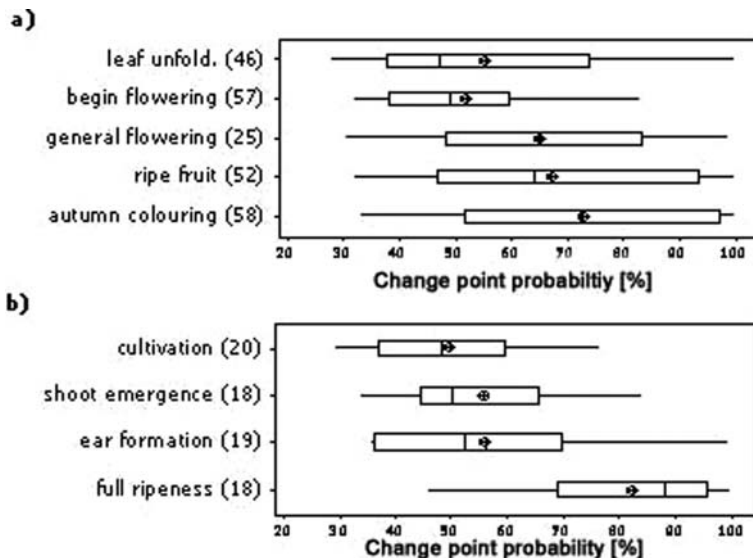 a)
leaf unfold. (46)
begin flowering (57)
general flowering (25)
ripe fruit (52)
autumn colouring (58)
20 30 40 50 60 70 80 90 100
Change point probabiltiy [%]
b)
cultivation (20)
shoot emergence (18)
ear formation (19)
full ripeness (18)
20 30 40 50 60 70 80 90 100
Change point probability [%]